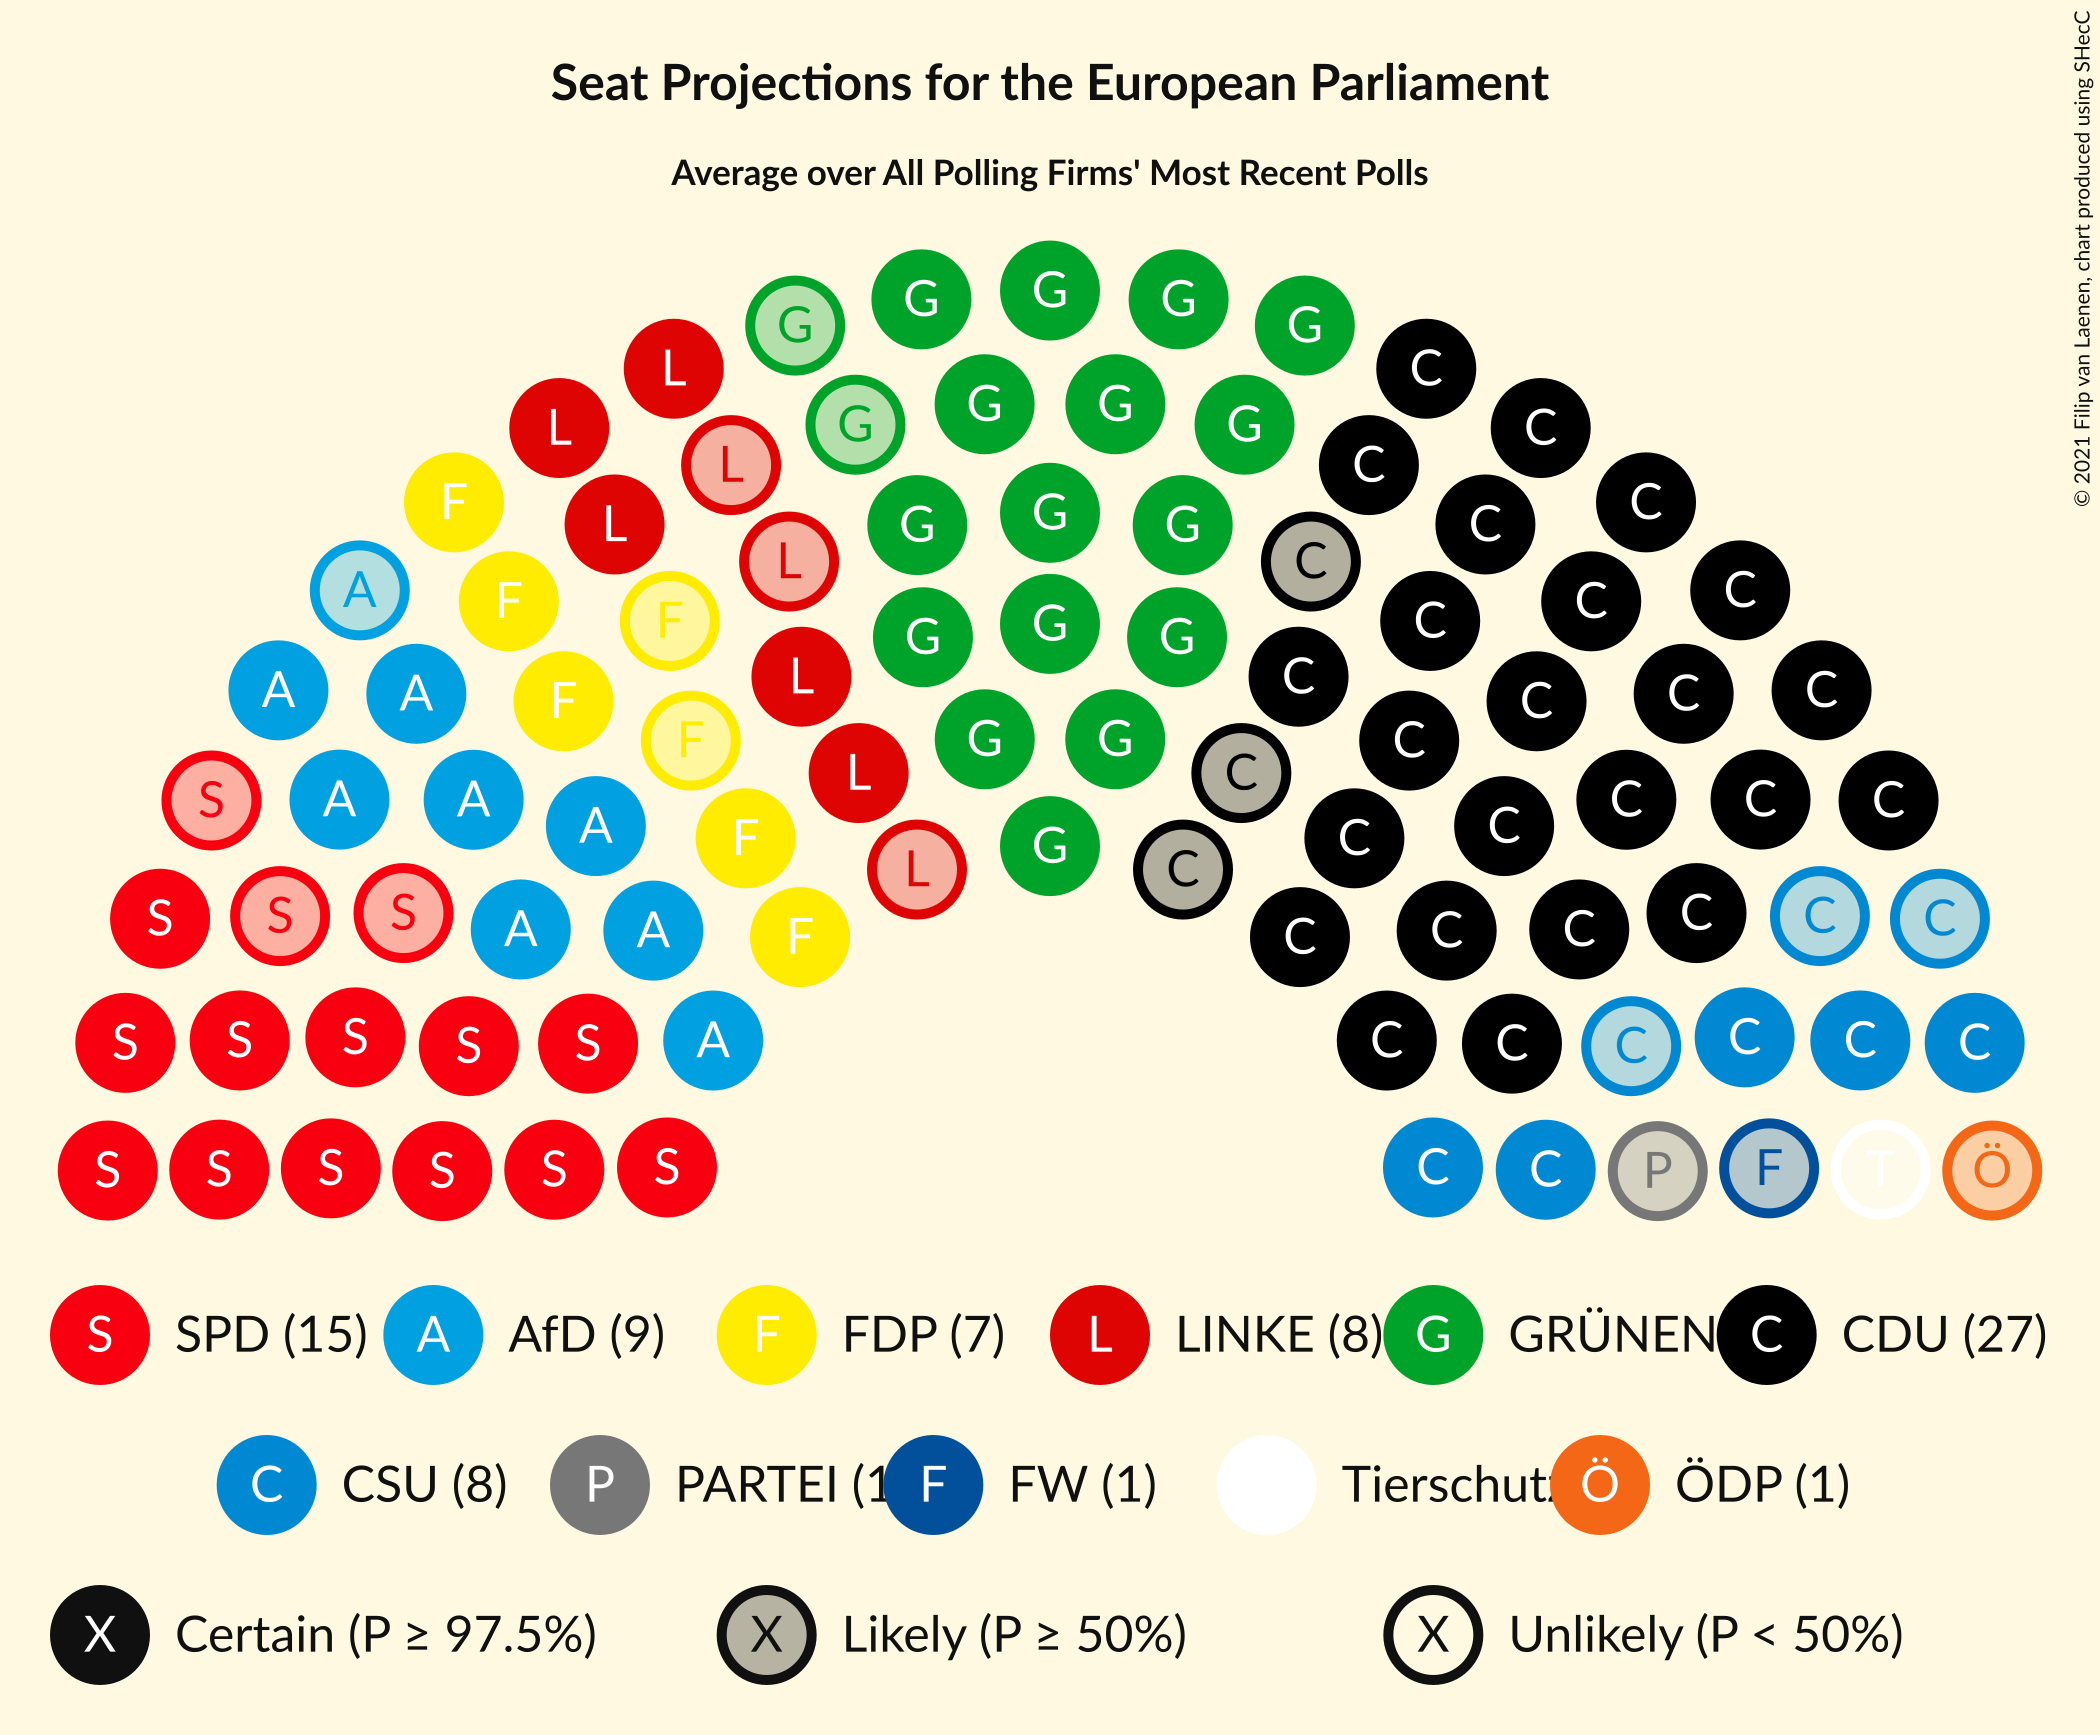 Seat Projections for the European Parliament
Average over All Polling Firms' Most Recent Polls
© 2021 Filip van Laenen, chart produced using SHecC
G G G G G
L C
G G G G
L C
L C
F L G G G C C
L C
A F F L G G G C C C
A A F L C C C C
F G G C C
S A A A F L C C C C C
S S S A A F L G C C C C C C C
S S S S S A C C C C C C
S S S S S S C C P F T Ö
S SPD (15) A AfD (9) F FDP (7) L LINKE (8) G GRÜNEN C CDU (27)
C CSU (8) P PARTEI (1 F FW (1) Tierschutz Ö ÖDP (1)
X Certain (P ≥ 97.5%) X Likely (P ≥ 50%) X Unlikely (P < 50%)